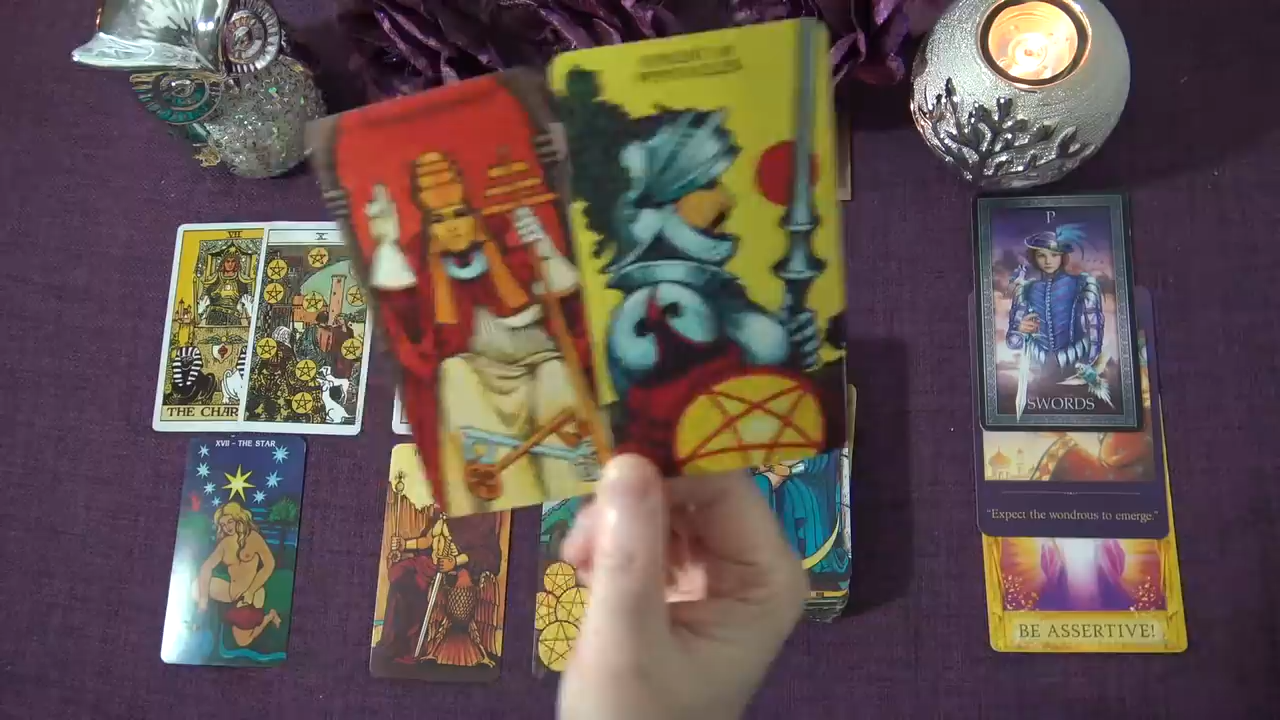 VII
X
THE CHAR
XVII - THE STAR
P
SWORDS
"Expect the wondrous to emerge."
BE ASSERTIVE!